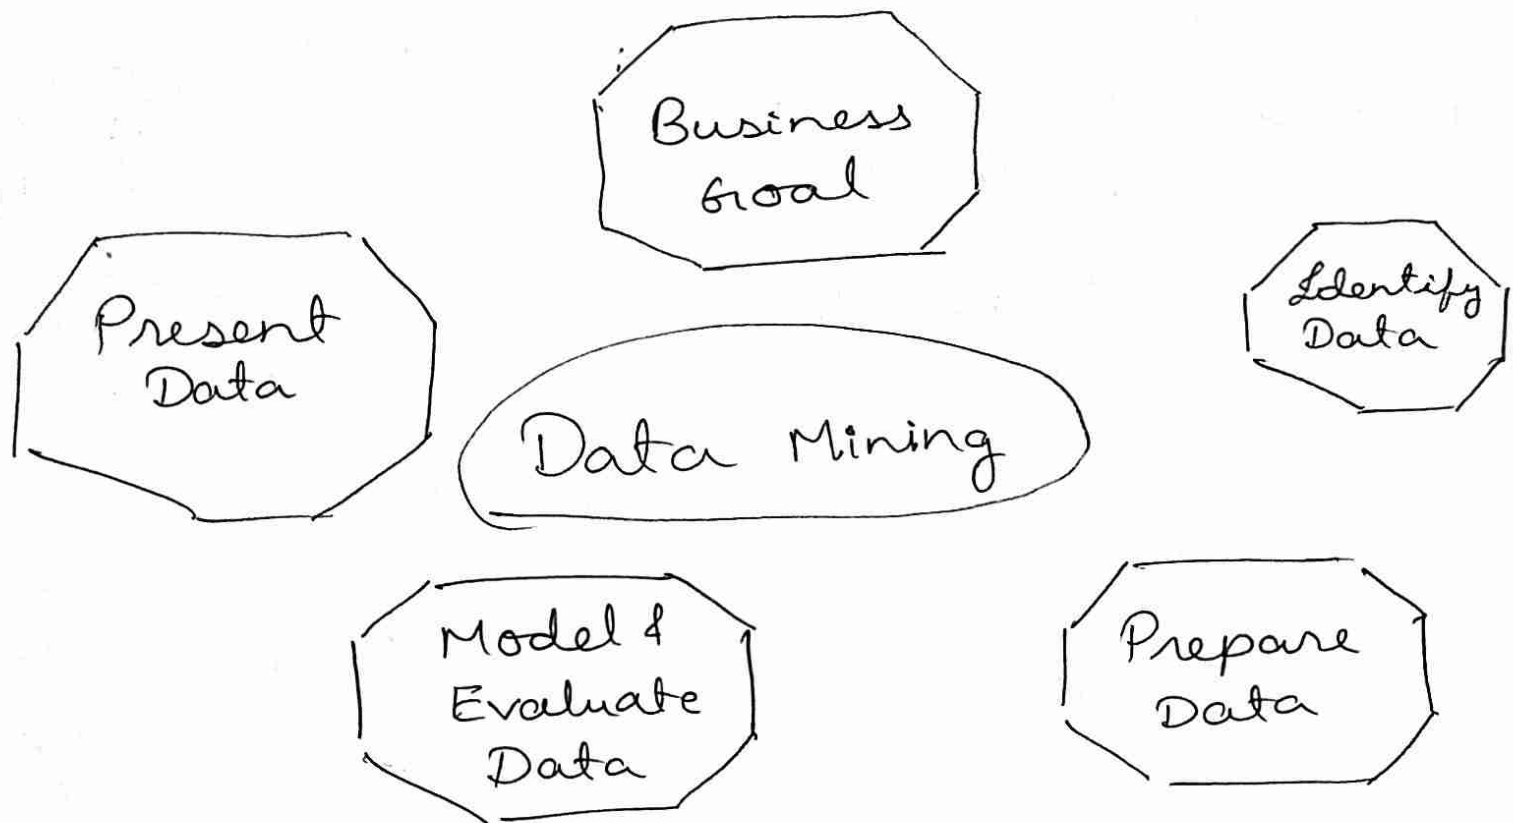 Business
Goal
Identify
Data
Prepare
Data
Model &
Evaluate
Data
Present
Data
Data Mining